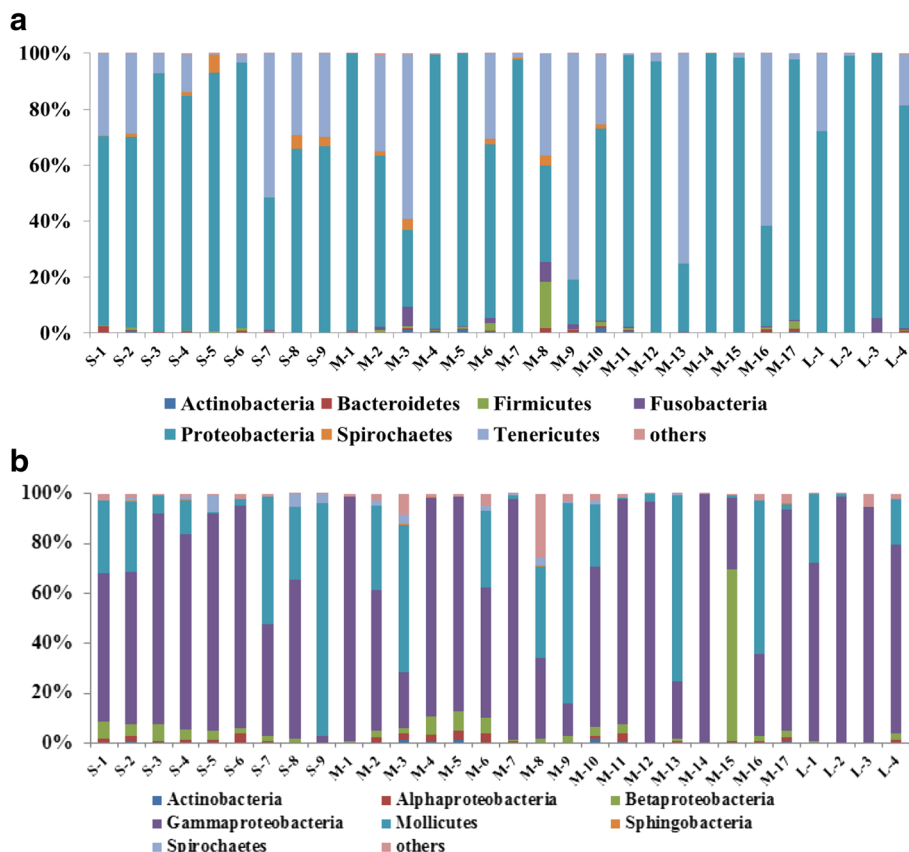 a
100%
80%
60%
40%
20%
0%
S-1 S-2 S-3 S-4 S-5 S-6 S-7 S-8 S-9 M-1 M-2 M-3 M-4 M-5 M-6 M-7 M-8 M-9 M-10 M-11 M-12 M-13 M-14 M-15 M-16 M-17 L-1 L-2 L-3 L-4
Actinobacteria Bacteroidetes Firmicutes Fusobacteria
Proteobacteria Spirochaetes Tenericutes others
b
100%
80%
60%
40%
20%
0%
S-1 S-2 S-3 S-4 S-5 S-6 S-7 S-8 S-9 M-1 M-2 M-3 M-4 M-5 M-6 M-7 M-8 M-9 M-10 M-11 M-12 M-13 M-14 M-15 M-16 M-17 L-1 L-2 L-3 L-4
Actinobacteria Alphaproteobacteria Betaproteobacteria
Gammaproteobacteria Mollicutes Sphingobacteria
Spirochaetes others